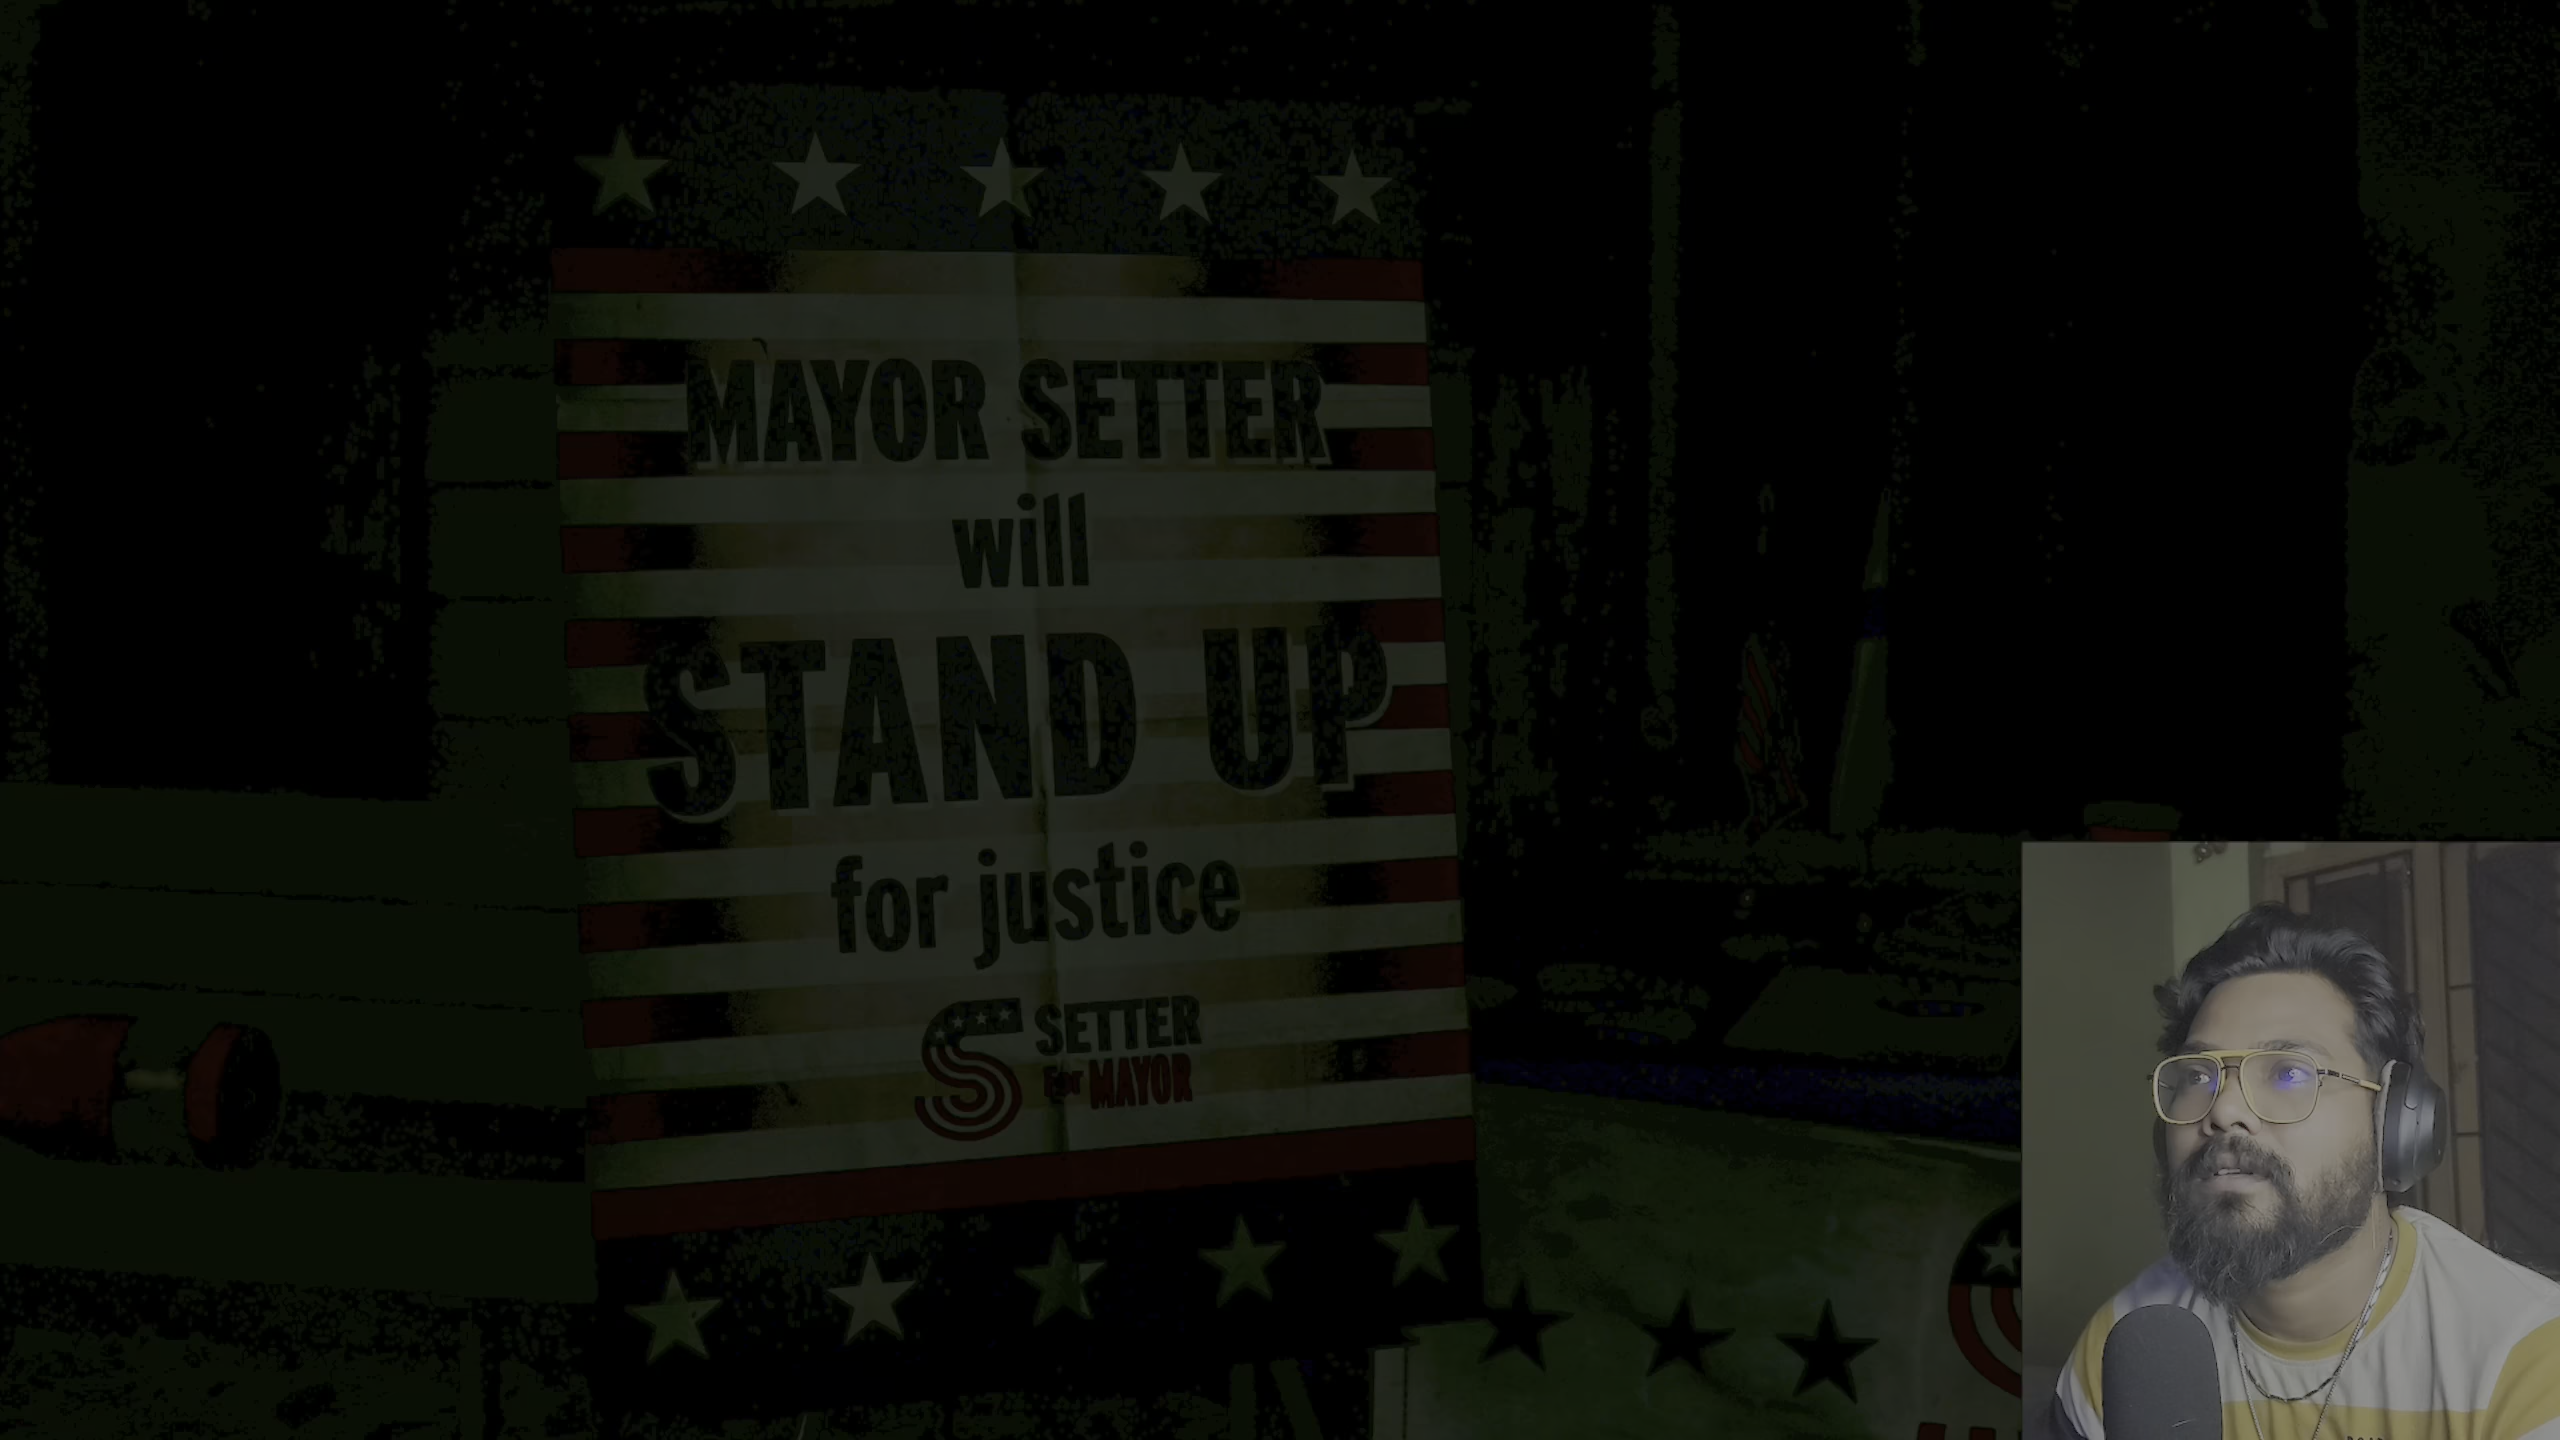 MAYOR SETTER
will
STAND UP
for justice
SETTER
for MAYOR